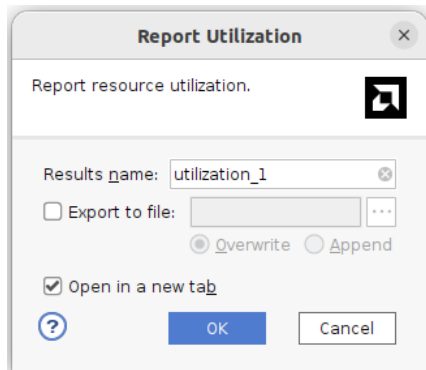 Report Utilization
Report resource utilization.
Results name: utilization_1
Export to file:
Overwrite Append
Open in a new tab
? OK Cancel